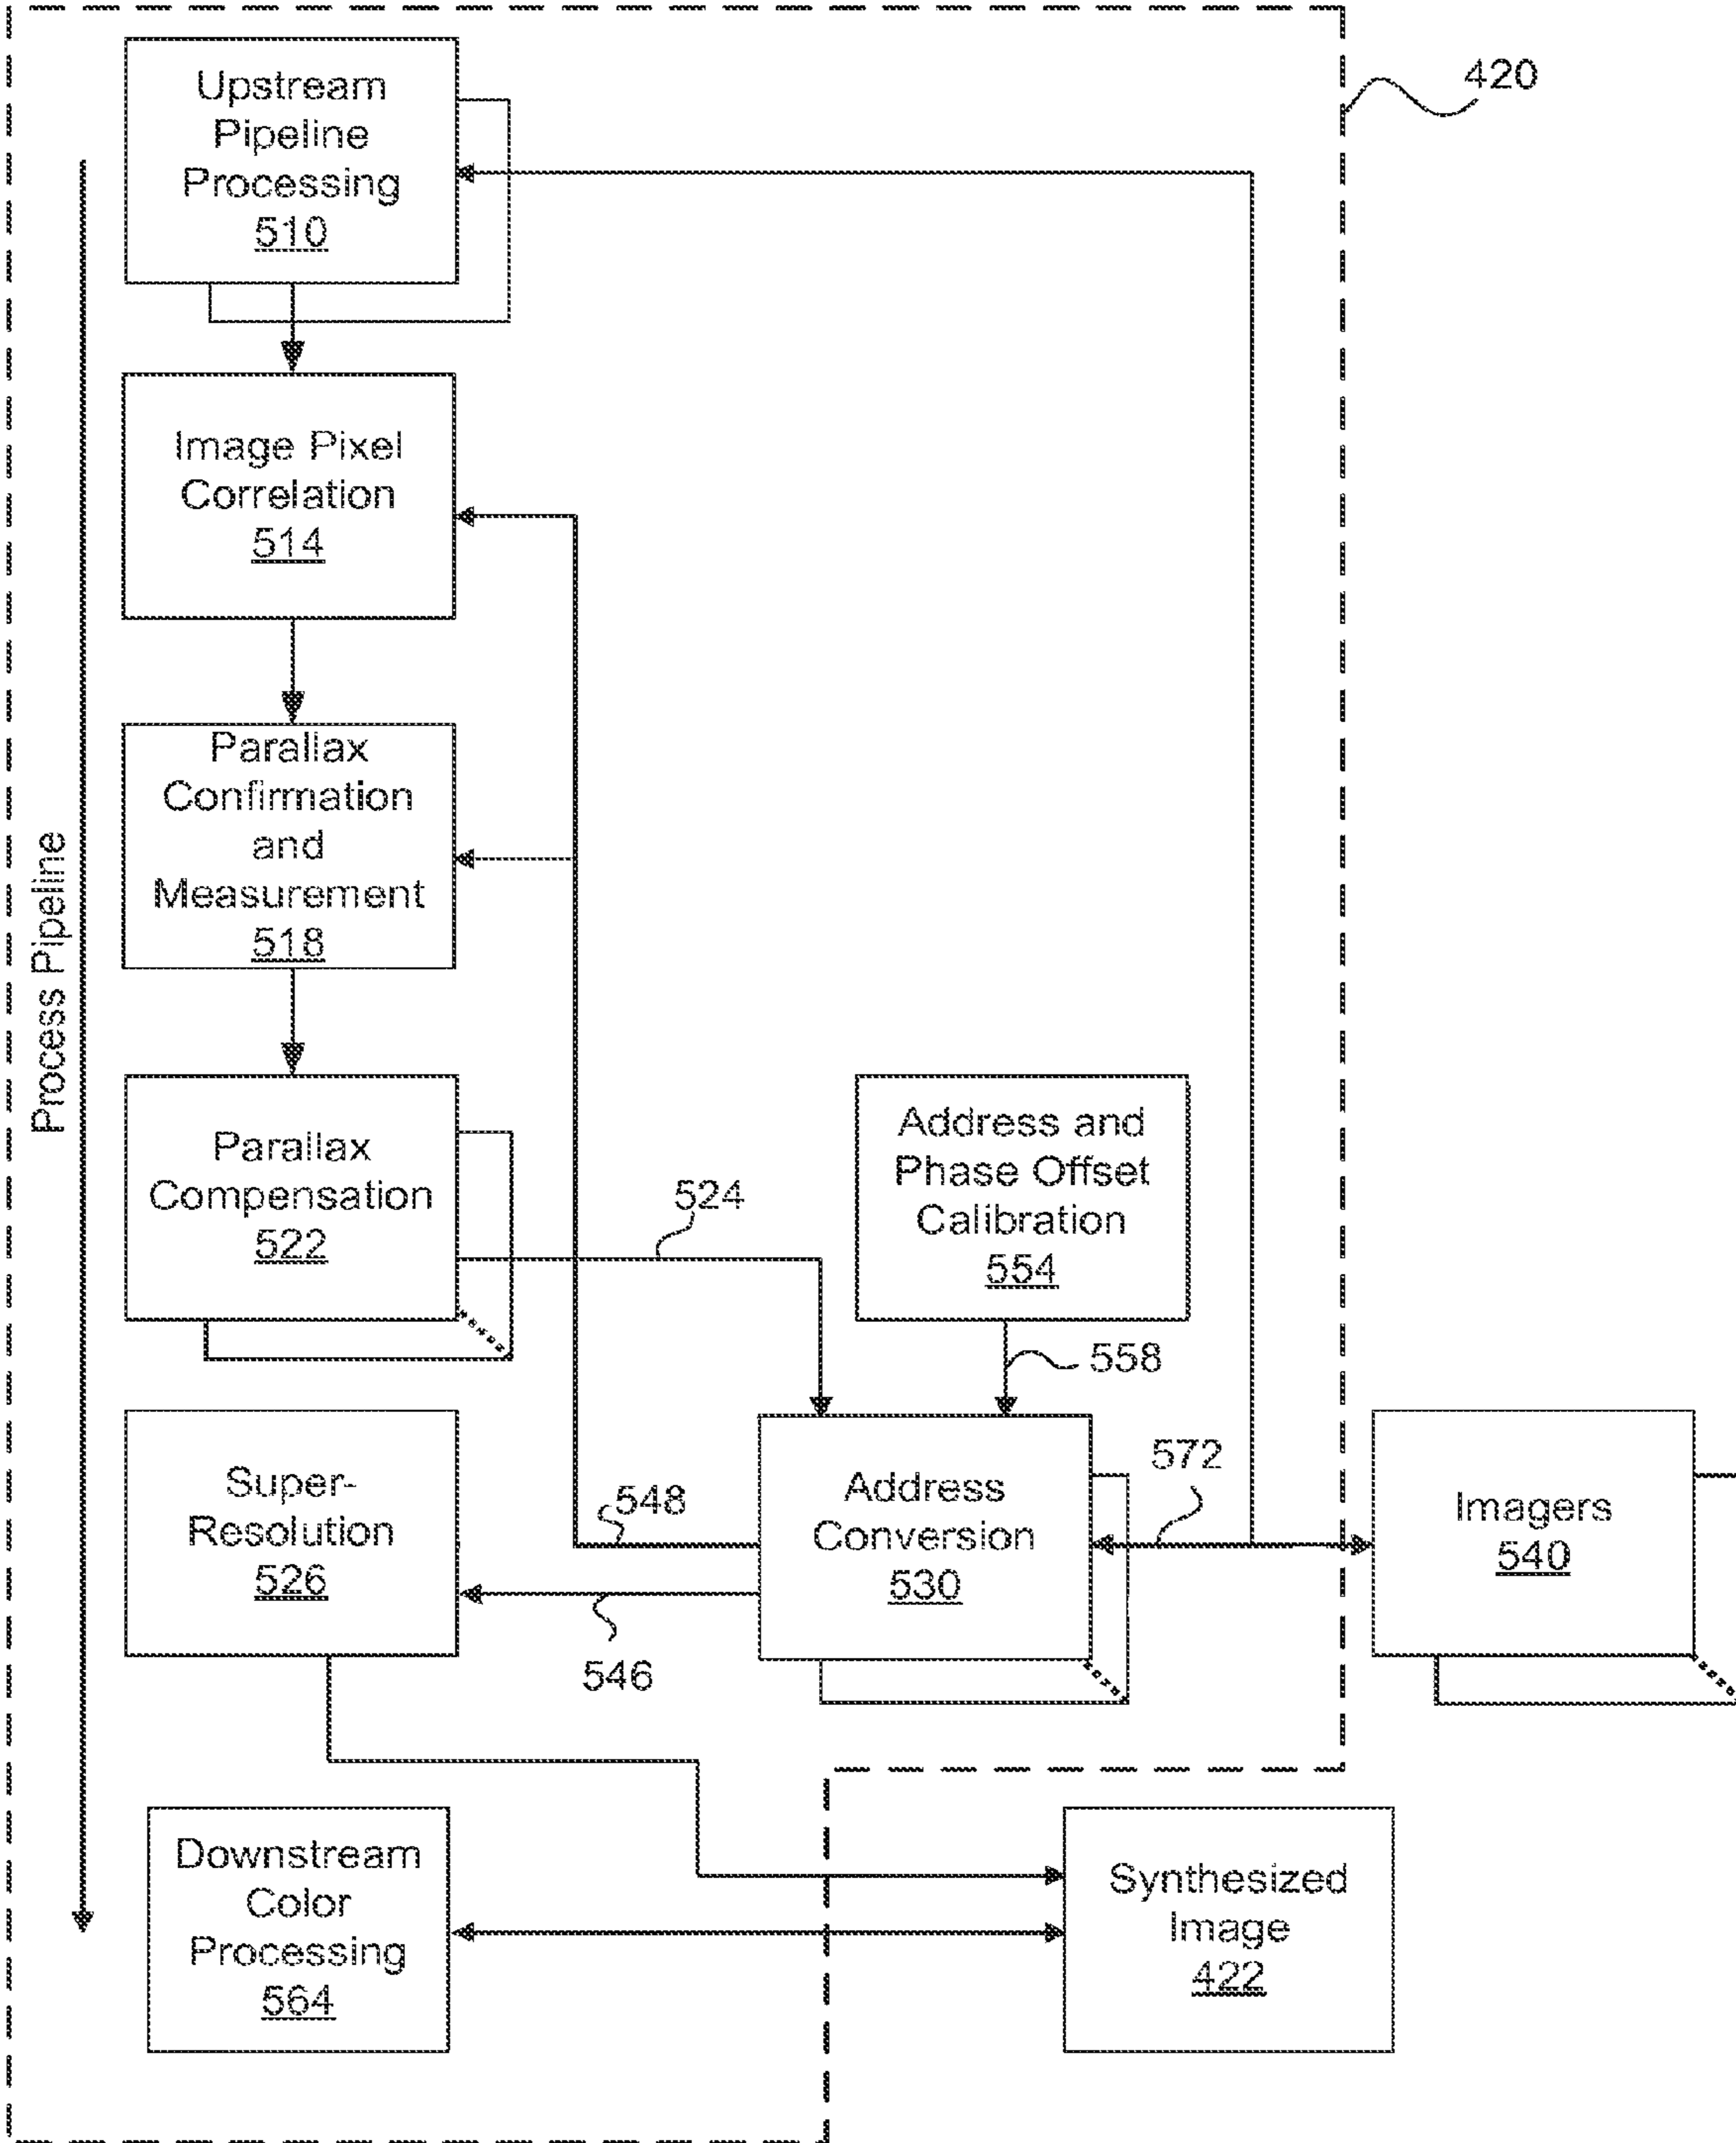 420
Upstream
Pipeline
Processing
510
Image Pixel
Correlation
514
Process Pipeline
Parallax
Confirmation
and
Measurement
518
Parallax
Compensation
522
524
Address and
Phase Offset
Calibration
554
558
Super-
Resolution
526
548
546
Address
Conversion
530
572
Imagers
540
Downstream
Color
Processing
564
Synthesized
Image
422